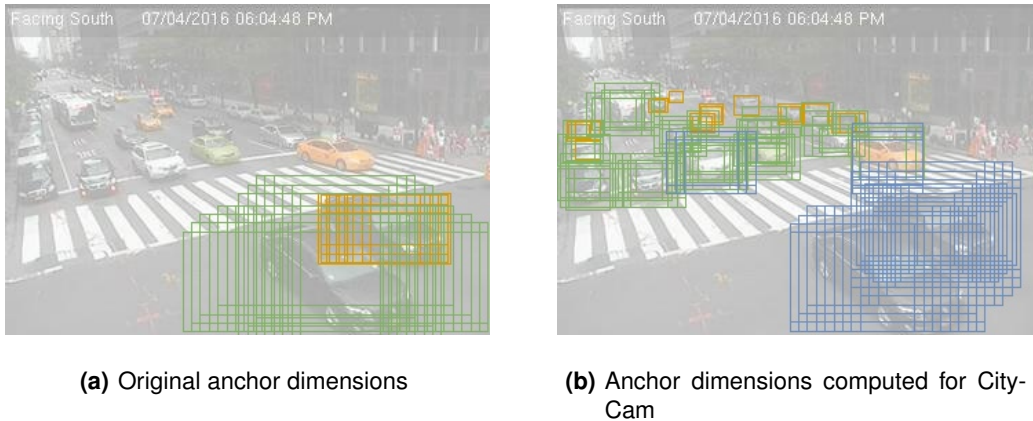 Facing South 07/04/2016 06:04:48 PM
Facing South 07/04/2016 06:04:48 PM
(a) Original anchor dimensions
(b) Anchor dimensions computed for City-
Cam